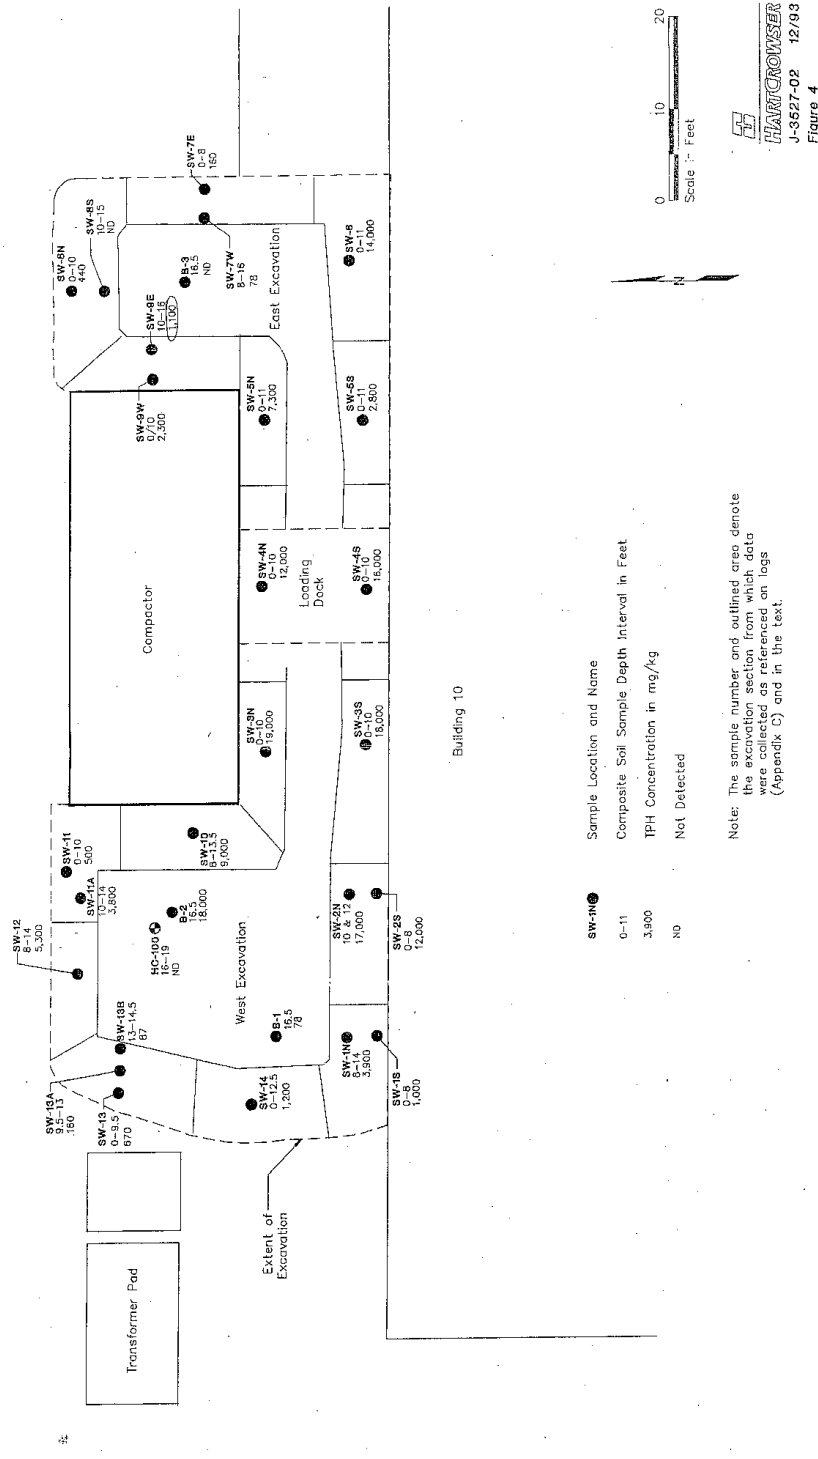 SW-12
8-14
5,300
SW-11
0-10
500
SW-11A
10-14
3,800
SW-13A
9.5-13
160
SW-13
0-9.5
670
SW-13B
13-14.5
87
HC-100
16-19
ND
B-2
16.5
18,000
SW-10
8-13.5
9,000
West Excavation
B-1
16.5
78
SW-14
0-12.5
1,200
SW-1N
8-14
3,900
SW-1S
0-8
1,000
SW-2N
10 & 12
17,000
SW-2S
0-8
12,000
Transformer Pad
Extent of
Excavation
Compactor
SW-3N
0-10
19,000
SW-3S
0-10
18,000
SW-4N
0-10
12,000
Loading
Dock
SW-4S
0-10
16,000
SW-5N
0-11
7,300
SW-5S
0-11
2,800
SW-9W
0/10
2,300
SW-9E
10-16
1,100
SW-8N
0-10
440
SW-8S
10-15
ND
B-3
16.5
ND
SW-7E
0-8
160
SW-7W
8-16
78
East Excavation
SW-6
0-11
14,000
Building 10
SW-1N Sample Location and Name
0-11 Composite Soil Sample Depth Interval in Feet
3,900 TPH Concentration in mg/kg
ND Not Detected
Note: The sample number and outlined area denote
the excavation section from which data
were collected as referenced on logs
(Appendix C) and in the text.
N
0 10 20
Scale :- Feet
HARTCROWSER
J-3527-02 12/93
Figure 4